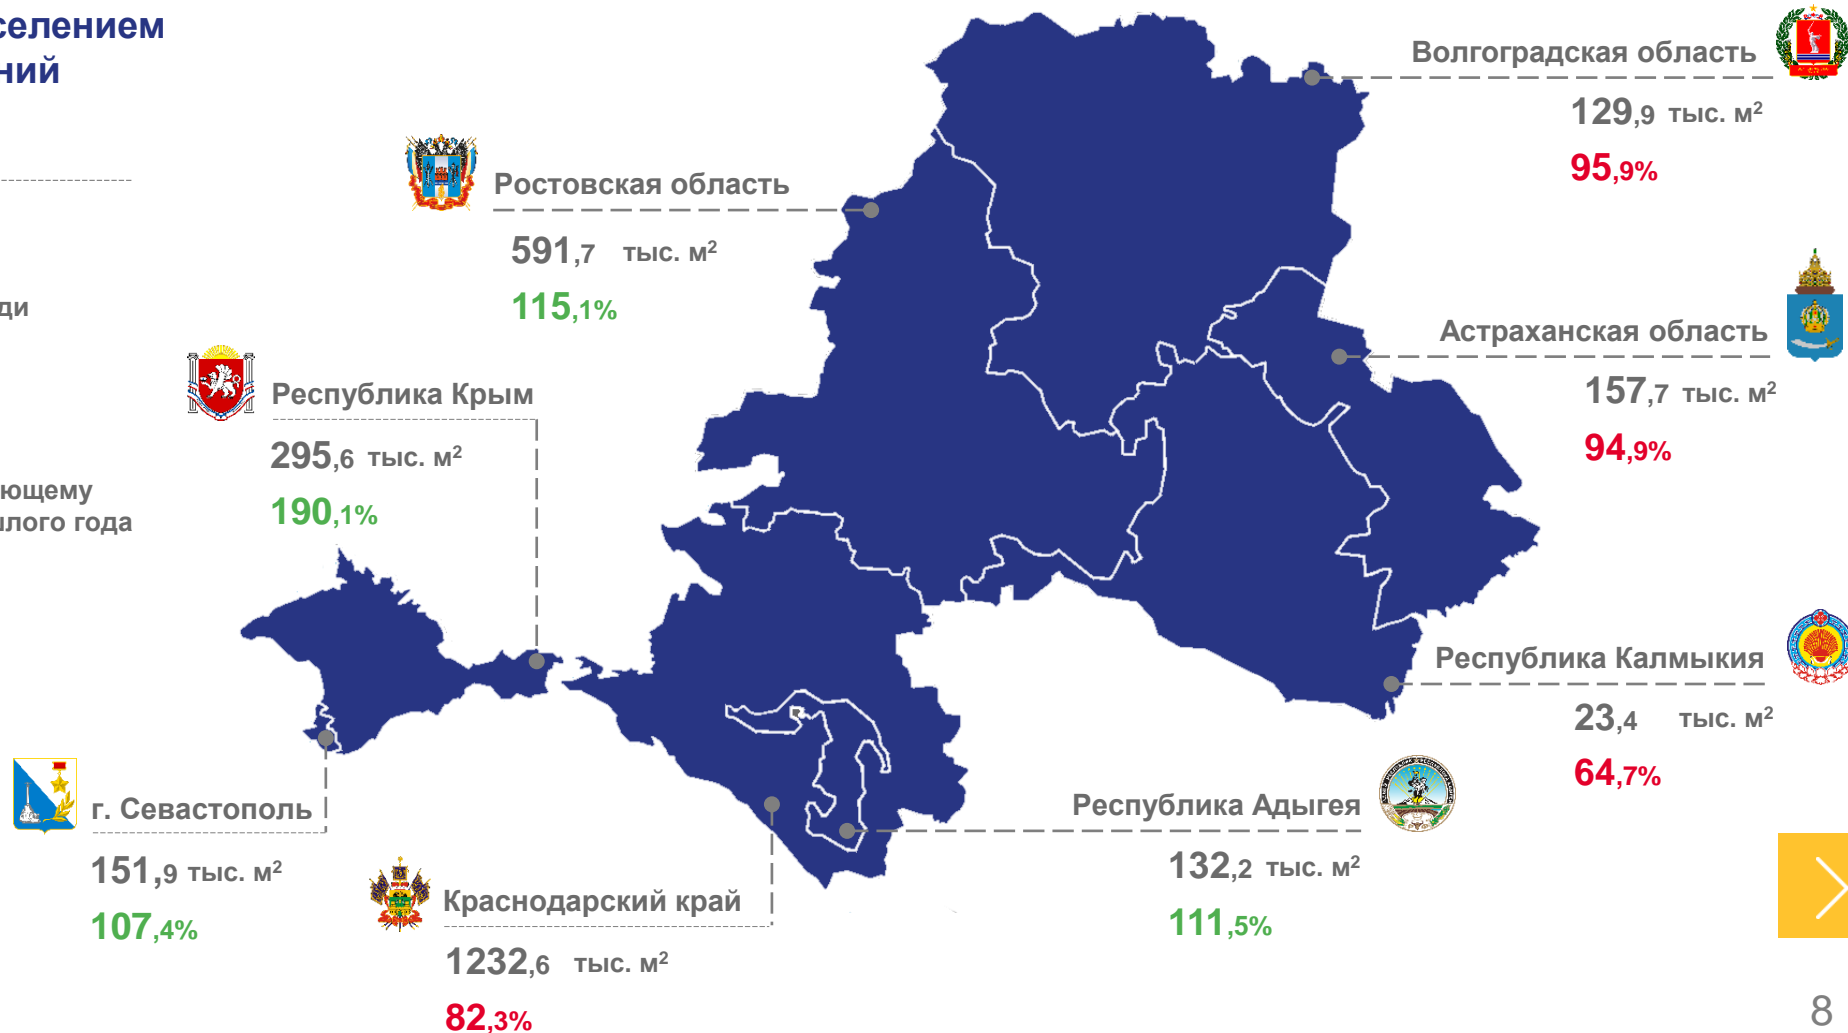 селением
ний
ди
ющему
шлого года
Волгоградская область
129,9 тыс. м²
95,9%
Ростовская область
591,7 тыс. м²
115,1%
Астраханская область
157,7 тыс. м²
94,9%
Республика Крым
295,6 тыс. м²
190,1%
Республика Калмыкия
23,4 тыс. м²
64,7%
г. Севастополь
151,9 тыс. м²
107,4%
Республика Адыгея
132,2 тыс. м²
111,5%
Краснодарский край
1232,6 тыс. м²
82,3%
8